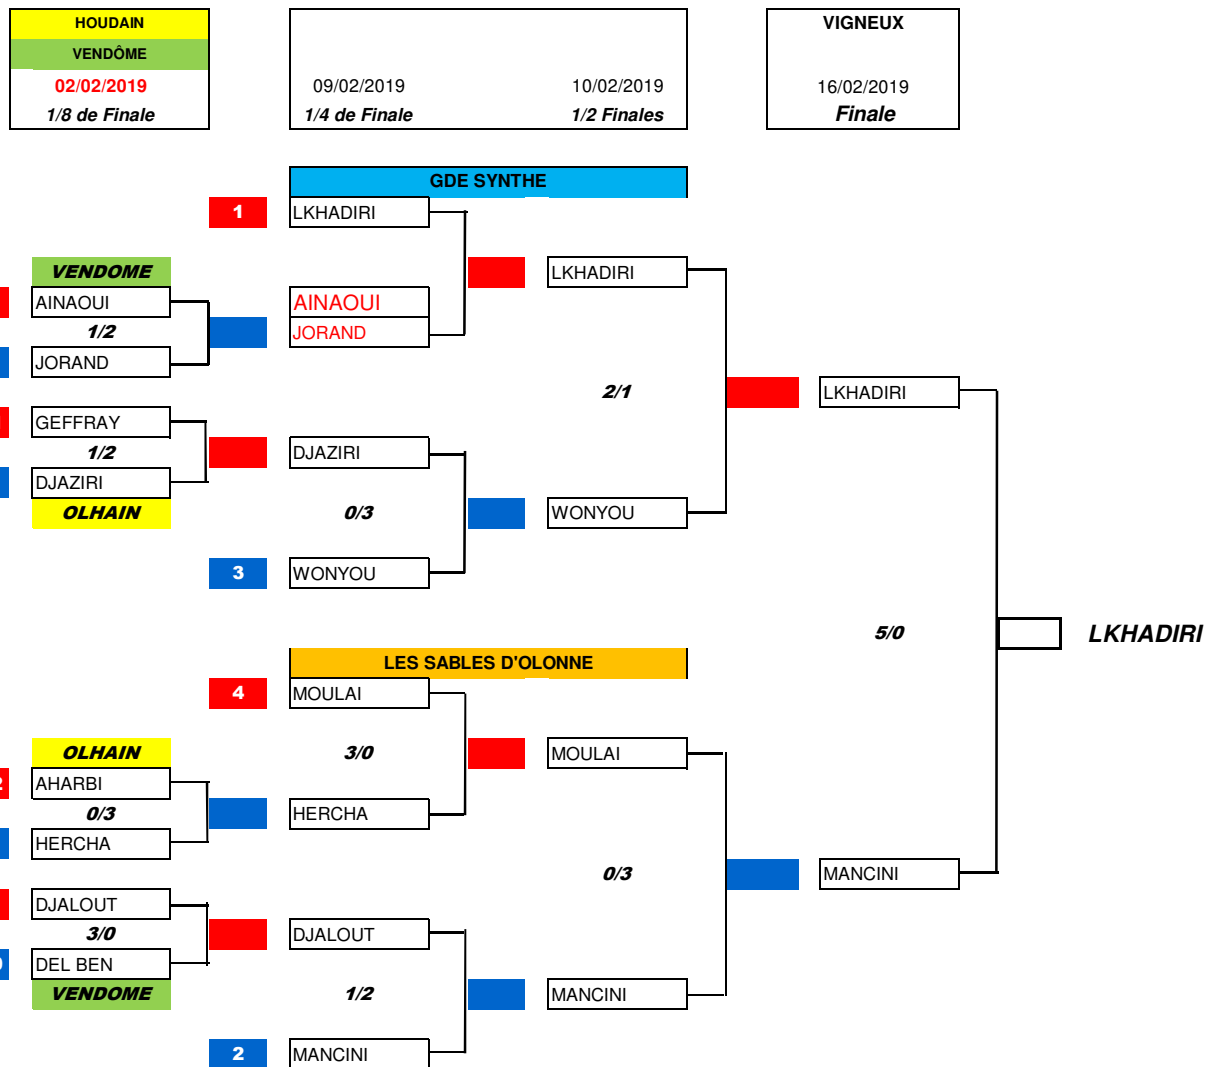 HOUDAIN
VENDÔME
02/02/2019
1/8 de Finale
09/02/2019 10/02/2019
1/4 de Finale 1/2 Finales
VIGNEUX
16/02/2019
Finale
GDE SYNTHE
1 LKHADIRI
VENDOME
LKHADIRI
AINAOUI
AINAOUI
1/2
JORAND
JORAND
2/1
LKHADIRI
GEFFRAY
1/2
DJAZIRI
DJAZIRI
OLHAIN
0/3
WONYOU
3 WONYOU
5/0
LKHADIRI
LES SABLES D'OLONNE
4 MOULAI
OLHAIN
3/0
MOULAI
AHARBI
0/3
HERCHA
HERCHA
0/3
MANCINI
DJALOUT
3/0
DJALOUT
DEL BEN
VENDOME
1/2
MANCINI
2 MANCINI